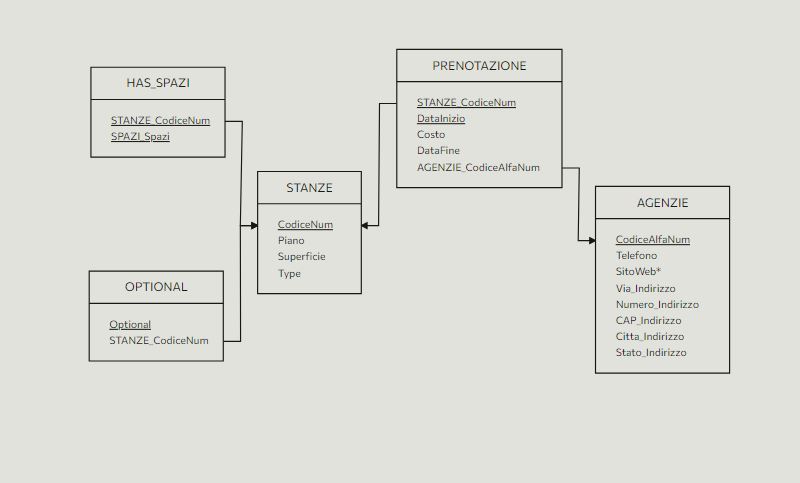 HAS_SPAZI
STANZE_CodiceNum
SPAZI_Spazi
PRENOTAZIONE
STANZE_CodiceNum
DataInizio
Costo
DataFine
AGENZIE_CodiceAlfaNum
STANZE
CodiceNum
Piano
Superficie
Type
AGENZIE
CodiceAlfaNum
Telefono
SitoWeb*
Via_Indirizzo
Numero_Indirizzo
CAP_Indirizzo
Citta_Indirizzo
Stato_Indirizzo
OPTIONAL
Optional
STANZE_CodiceNum